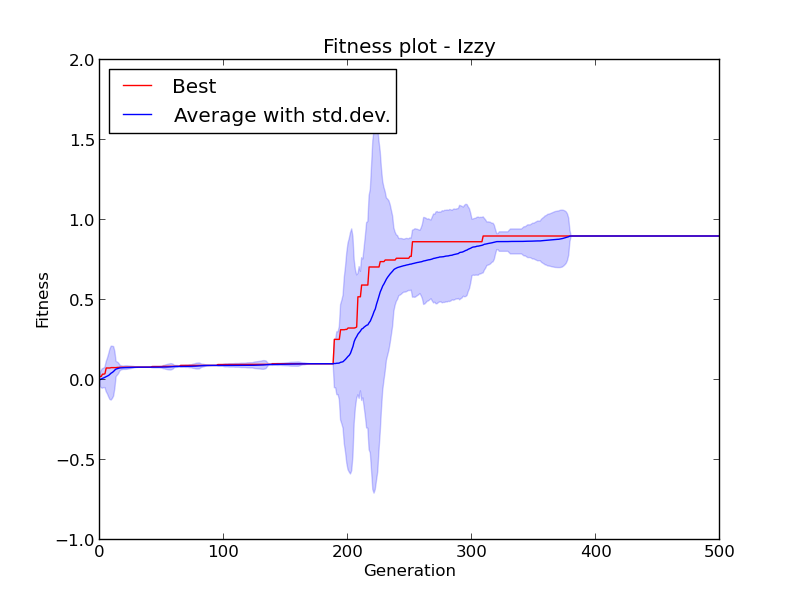 Fitness plot - Izzy
2.0
Best
Average with std.dev.
1.5
1.0
Fitness
0.5
0.0
−0.5
−1.0
0 100 200 300 400 500
Generation